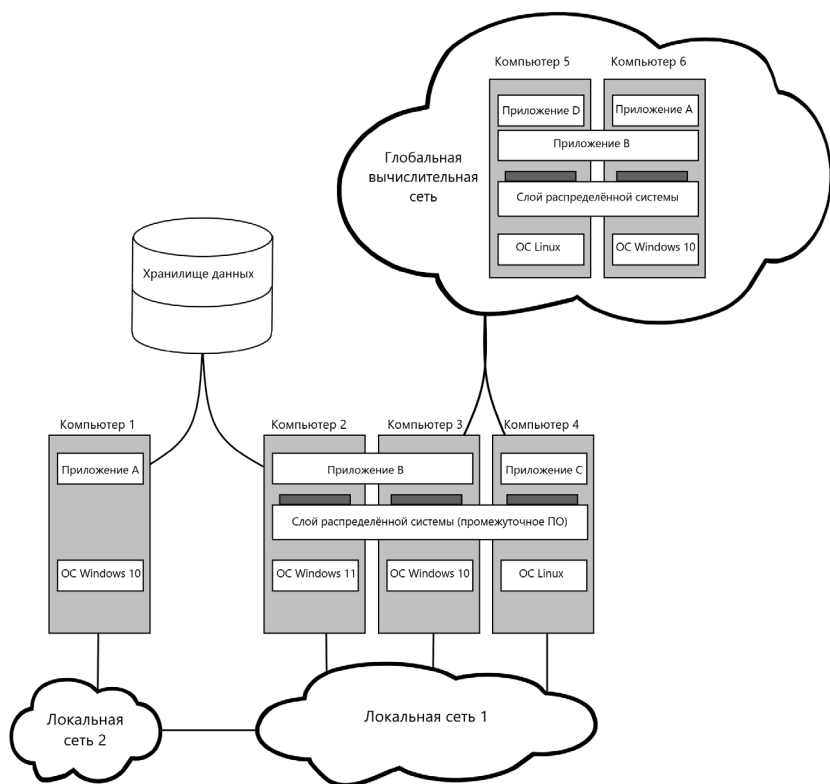 Компьютер 5
Компьютер 6
Приложение D
Приложение A
Приложение B
Глобальная
вычислительная
сеть
Слой распределённой системы
ОС Linux
ОС Windows 10
Хранилище данных
Компьютер 1
Компьютер 2
Компьютер 3
Компьютер 4
Приложение A
Приложение B
Приложение C
Слой распределённой системы (промежуточное ПО)
ОС Windows 10
ОС Windows 11
ОС Windows 10
ОС Linux
Локальная
сеть 2
Локальная сеть 1